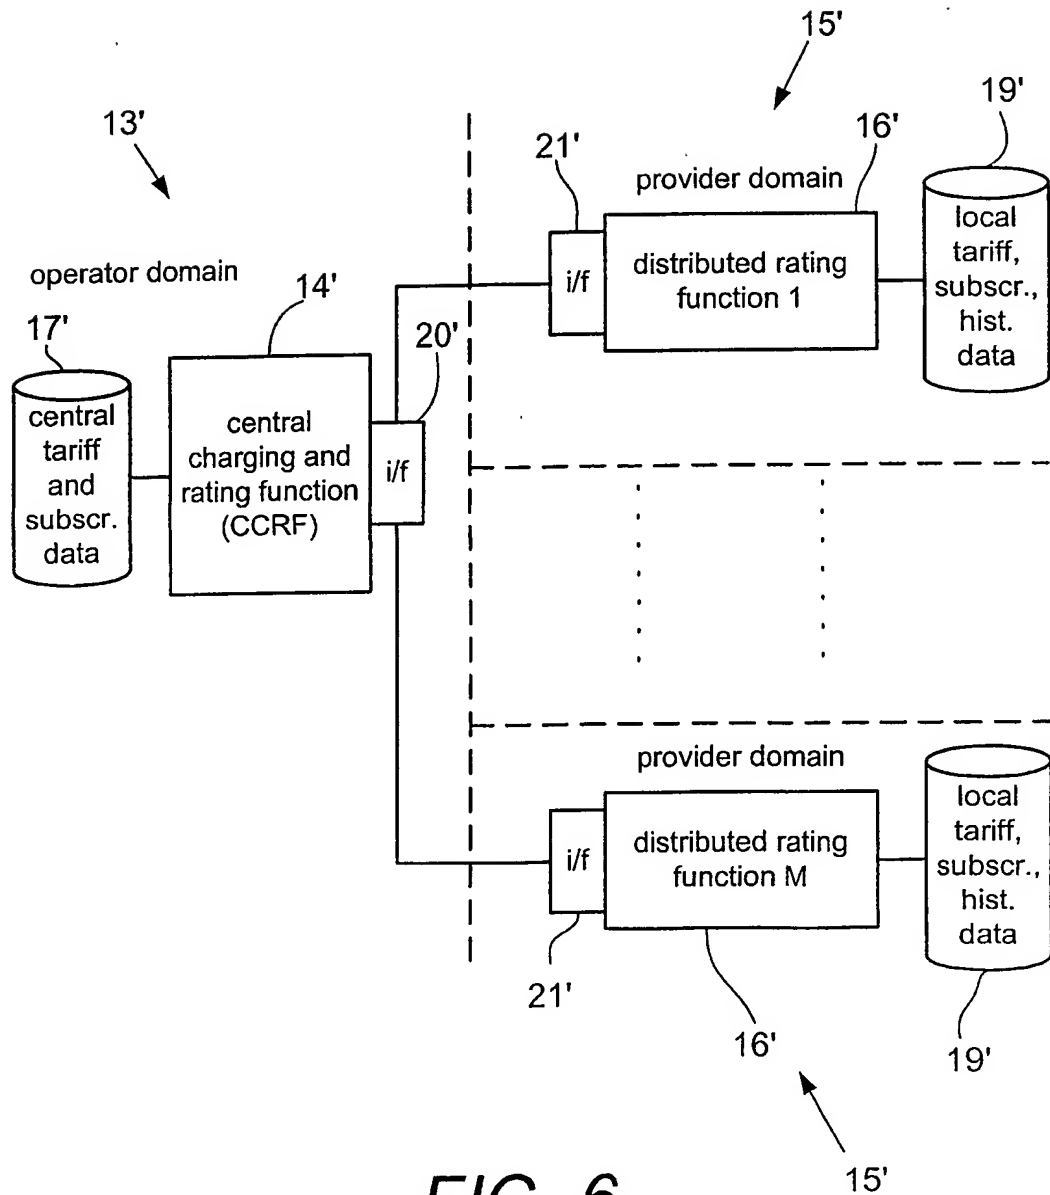 15'
13'
19'
16'
21'
provider domain
operator domain
i/f
distributed rating
function 1
local
tariff,
subscr.,
hist.
data
14'
17'
20'
central
tariff
and
subscr.
data
central
charging and
rating function
(CCRF)
i/f
provider domain
i/f
distributed rating
function M
local
tariff,
subscr.,
hist.
data
21'
16'
19'
15'
FIG. 6